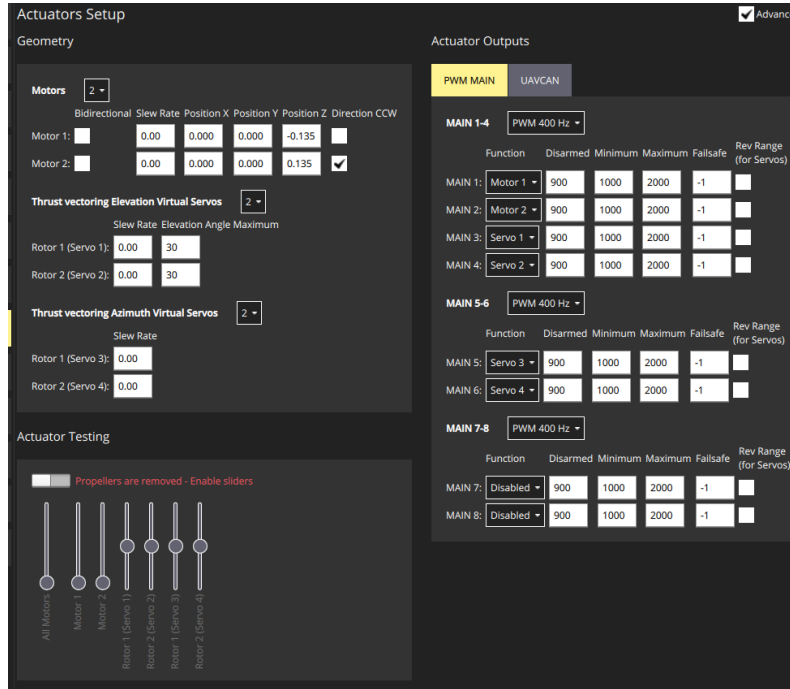 Actuators Setup
Advanc
Geometry
Motors 2
Bidirectional Slew Rate Position X Position Y Position Z Direction CCW
Motor 1: 0.00 0.000 0.000 -0.135
Motor 2: 0.00 0.000 0.000 0.135
Thrust vectoring Elevation Virtual Servos 2
Slew Rate Elevation Angle Maximum
Rotor 1 (Servo 1): 0.00 30
Rotor 2 (Servo 2): 0.00 30
Thrust vectoring Azimuth Virtual Servos 2
Slew Rate
Rotor 1 (Servo 3): 0.00
Rotor 2 (Servo 4): 0.00
Actuator Testing
Propellers are removed - Enable sliders
All Motors
Motor 1
Motor 2
Rotor 1 (Servo 1)
Rotor 2 (Servo 2)
Rotor 1 (Servo 3)
Rotor 2 (Servo 4)
Actuator Outputs
PWM MAIN UAVCAN
MAIN 1-4 PWM 400 Hz
Function Disarmed Minimum Maximum Failsafe Rev Range
(for Servos)
MAIN 1: Motor 1 900 1000 2000 -1
MAIN 2: Motor 2 900 1000 2000 -1
MAIN 3: Servo 1 900 1000 2000 -1
MAIN 4: Servo 2 900 1000 2000 -1
MAIN 5-6 PWM 400 Hz
Function Disarmed Minimum Maximum Failsafe Rev Range
(for Servos)
MAIN 5: Servo 3 900 1000 2000 -1
MAIN 6: Servo 4 900 1000 2000 -1
MAIN 7-8 PWM 400 Hz
Function Disarmed Minimum Maximum Failsafe Rev Range
(for Servos)
MAIN 7: Disabled 900 1000 2000 -1
MAIN 8: Disabled 900 1000 2000 -1